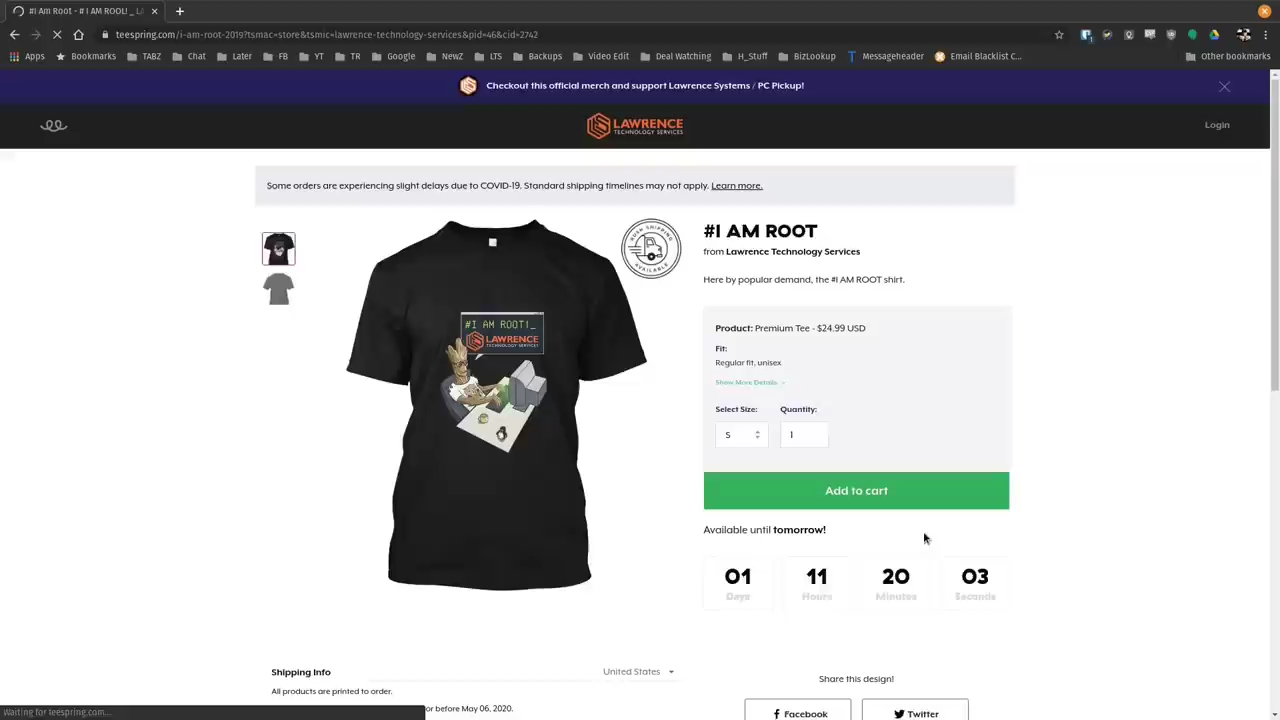 #I AM ROOT - # I AM ROOT! _ LA
teespring.com/i-am-root-2019?tsmac=store&tsmic=lawrence-technology-services&pid=46&cid=2742
Apps Bookmarks TABZ Chat Later FB YT TR Google NewZ LTS Backups Video Edit Deal Watching H_Stuff BizLookup Messageheader Email Blacklist C... Other bookmarks
Checkout this official merch and support Lawrence Systems / PC Pickup!
LAWRENCE
TECHNOLOGY SERVICES
Login
Some orders are experiencing slight delays due to COVID-19. Standard shipping timelines may not apply. Learn more.
RUSH SHIPPING
AVAILABLE
#I AM ROOT
from Lawrence Technology Services
Here by popular demand, the #I AM ROOT shirt.
#I AM ROOT!_
LAWRENCE
TECHNOLOGY SERVICES
Product: Premium Tee - $24.99 USD
Fit:
Regular fit, unisex
Show More Details
Select Size: Quantity:
S 1
Add to cart
Available until tomorrow!
01 11 20 03
Days Hours Minutes Seconds
Shipping Info United States
All products are printed to order.
or before May 06, 2020.
Share this design!
Facebook Twitter
Waiting for teespring.com...